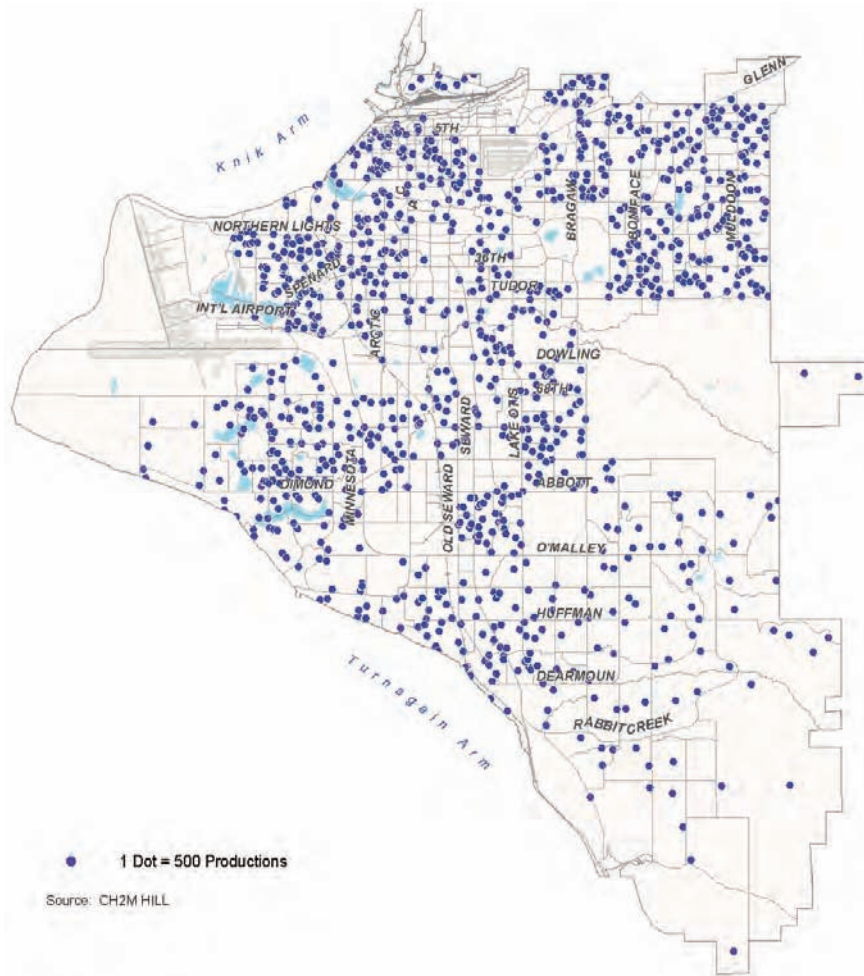 GLENN
Knik Arm
5TH
C
A
BRAGAW
BONIFACE
MULDOON
NORTHERN LIGHTS
SPENARD
36TH
TUDOR
INT'L AIRPORT
ARCTIC
DOWLING
68TH
LAKE OTIS
SEWARD
OLD SEWARD
MINNESOTA
DIMOND
ABBOTT
O'MALLEY
HUFFMAN
DEARMOUN
RABBITCREEK
Turnagain Arm
1 Dot = 500 Productions
Source: CH2M HILL